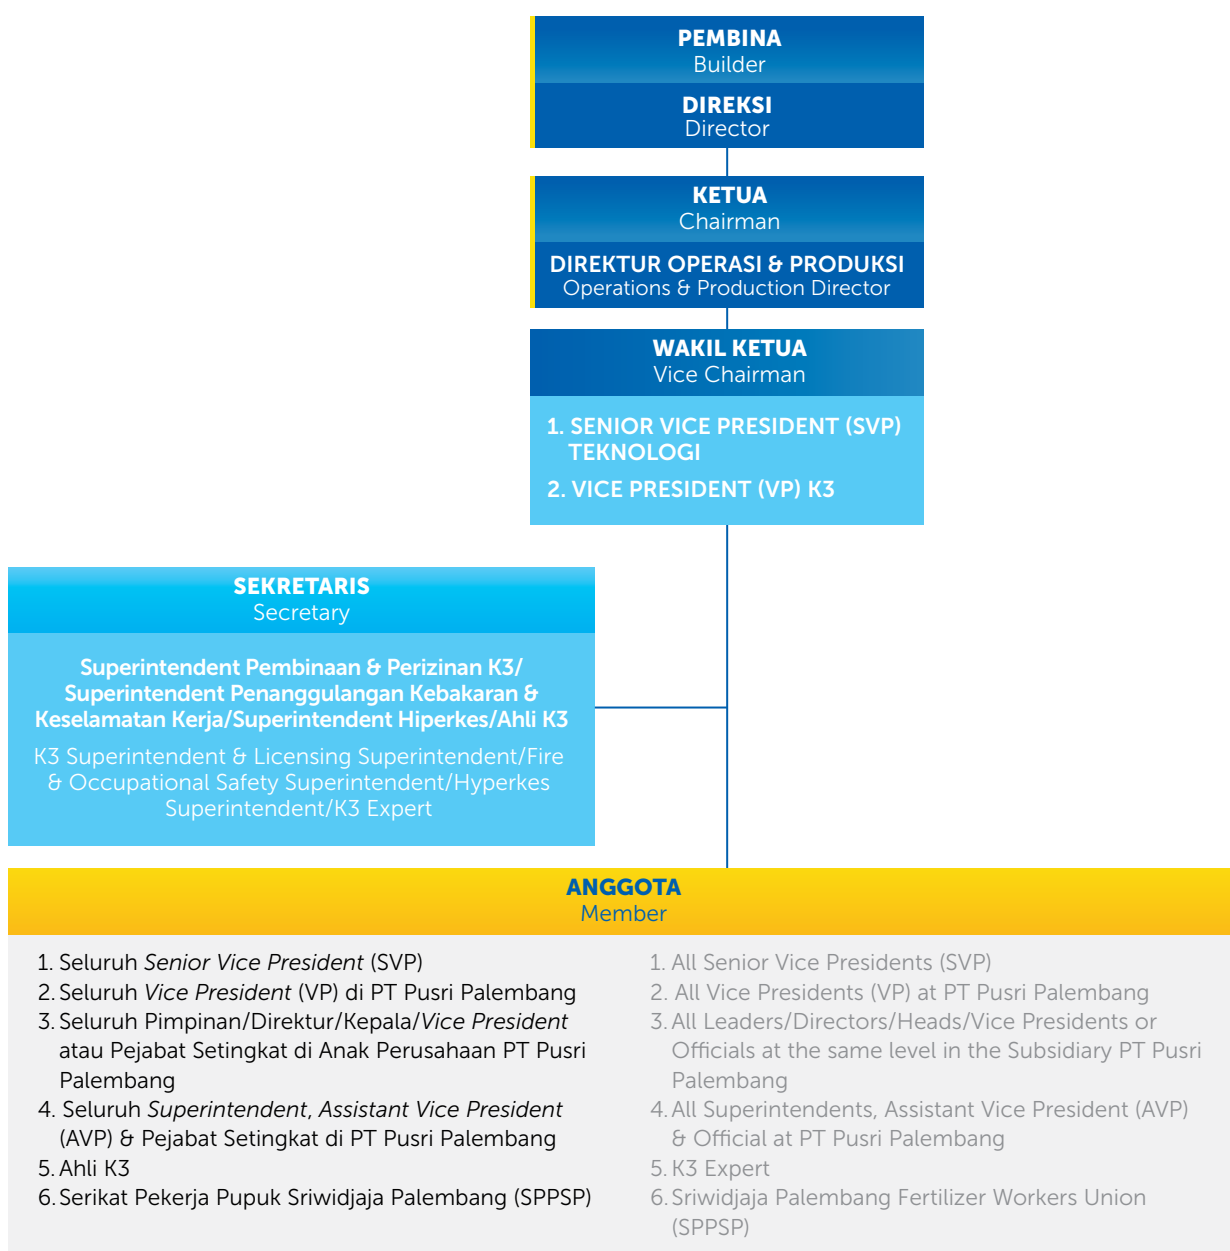 PEMBINA
Builder
DIREKSI
Director
KETUA
Chairman
DIREKTUR OPERASI & PRODUKSI
Operations & Production Director
WAKIL KETUA
Vice Chairman
1. SENIOR VICE PRESIDENT (SVP)
TEKNOLOGI
2. VICE PRESIDENT (VP) K3
SEKRETARIS
Secretary
Superintendent Pembinaan & Perizinan K3/
Superintendent Penanggulangan Kebakaran &
Keselamatan Kerja/Superintendent Hiperkes/Ahli K3
K3 Superintendent & Licensing Superintendent/Fire
& Occupational Safety Superintendent/Hyperkes
Superintendent/K3 Expert
ANGGOTA
Member
1. Seluruh Senior Vice President (SVP)
2. Seluruh Vice President (VP) di PT Pusri Palembang
3. Seluruh Pimpinan/Direktur/Kepala/Vice President
atau Pejabat Setingkat di Anak Perusahaan PT Pusri
Palembang
4. Seluruh Superintendent, Assistant Vice President
(AVP) & Pejabat Setingkat di PT Pusri Palembang
5. Ahli K3
6. Serikat Pekerja Pupuk Sriwidjaja Palembang (SPPSP)
1. All Senior Vice Presidents (SVP)
2. All Vice Presidents (VP) at PT Pusri Palembang
3. All Leaders/Directors/Heads/Vice Presidents or
Officials at the same level in the Subsidiary PT Pusri
Palembang
4. All Superintendents, Assistant Vice President (AVP)
& Official at PT Pusri Palembang
5. K3 Expert
6. Sriwidjaja Palembang Fertilizer Workers Union
(SPPSP)